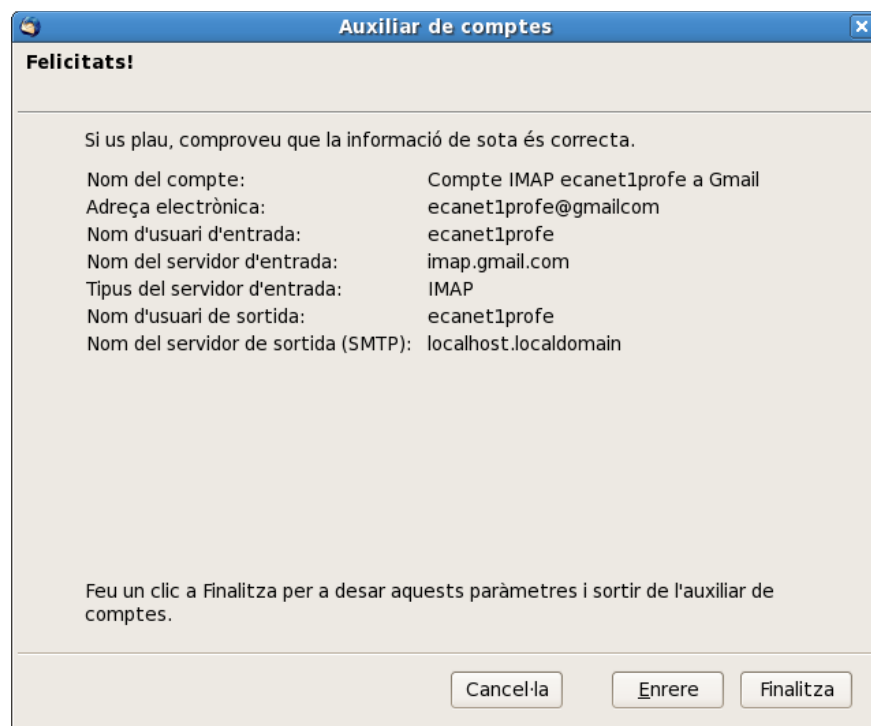 Auxiliar de comptes
Felicitats!
Si us plau, comproveu que la informació de sota és correcta.
Nom del compte: Compte IMAP ecanet1profe a Gmail
Adreça electrònica: ecanet1profe@gmailcom
Nom d'usuari d'entrada: ecanet1profe
Nom del servidor d'entrada: imap.gmail.com
Tipus del servidor d'entrada: IMAP
Nom d'usuari de sortida: ecanet1profe
Nom del servidor de sortida (SMTP): localhost.localdomain
Feu un clic a Finalitza per a desar aquests paràmetres i sortir de l'auxiliar de
comptes.
Cancel·la Enrere Finalitza